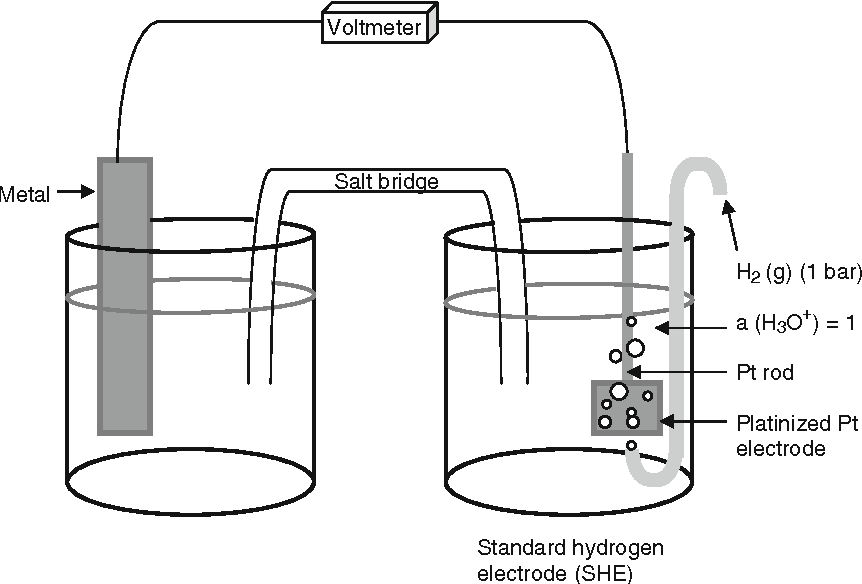 Voltmeter
Metal
Salt bridge
H₂ (g) (1 bar)
a (H₃O⁺) = 1
Pt rod
Platinized Pt
electrode
Standard hydrogen
electrode (SHE)